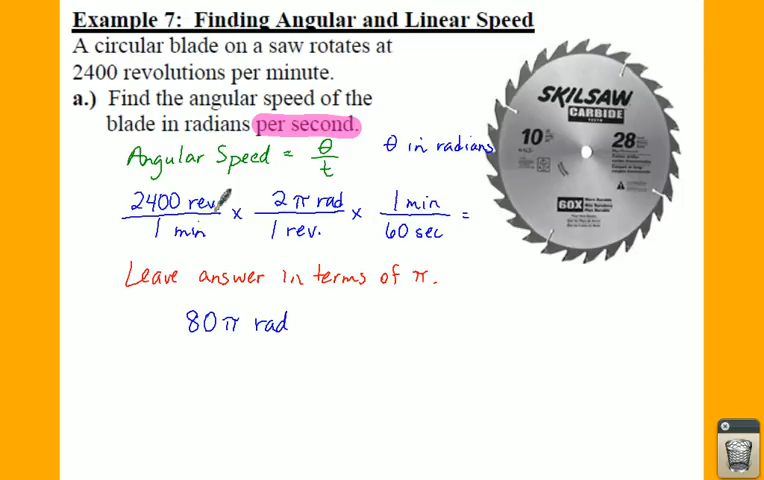 Example 7: Finding Angular and Linear Speed
A circular blade on a saw rotates at
2400 revolutions per minute.
a.) Find the angular speed of the
blade in radians per second.
Angular Speed = θ/t
θ in radians
2400 rev/1 min × 2π rad/1 rev. × 1 min/60 sec =
Leave answer in terms of π.
80π rad
SKILSAW
CARBIDE
10
28
60X